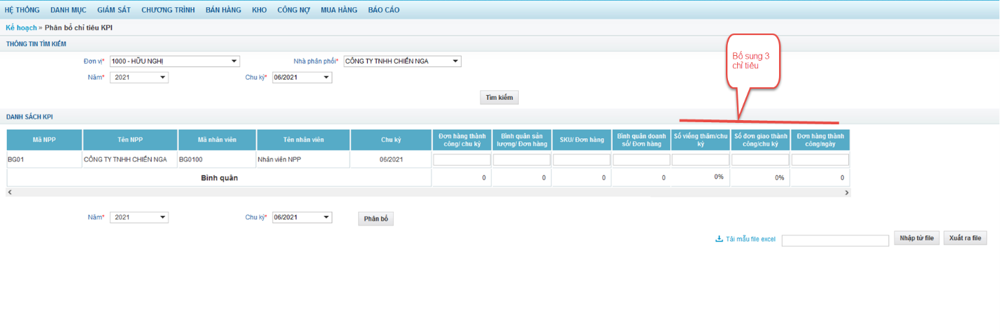 HỆ THỐNG DANH MỤC GIÁM SÁT CHƯƠNG TRÌNH BÁN HÀNG KHO CÔNG NỢ MUA HÀNG BÁO CÁO
Kế hoạch » Phân bổ chỉ tiêu KPI
THÔNG TIN TÌM KIẾM
Đơn vị* 1000 - HỮU NGHỊ Nhà phân phối* CÔNG TY TNHH CHIẾN NGA
Bổ sung 3
chỉ tiêu
Năm* 2021 Chu kỳ* 06/2021
Tìm kiếm
DANH SÁCH KPI
Mã NPP Tên NPP Mã nhân viên Tên nhân viên Chu kỳ Đơn hàng thành công/ chu kỳ Bình quân sản lượng/ Đơn hàng SKU/ Đơn hàng Bình quân doanh số/ Đơn hàng Số viếng thăm/chu kỳ Số đơn giao thành công/chu kỳ Đơn hàng thành công/ngày
BG01 CÔNG TY TNHH CHIẾN NGA BG0100 Nhân viên NPP 06/2021
Bình quân 0 0 0 0 0% 0% 0
Năm* 2021 Chu kỳ* 06/2021 Phân bổ
Tải mẫu file excel Nhập từ file Xuất ra file